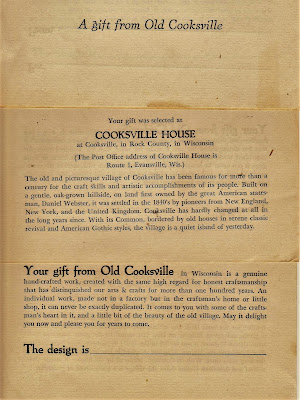 A gift from Old Cooksville
Your gift was selected at
COOKSVILLE HOUSE
at Cooksville, in Rock County, in Wisconsin
(The Post Office address of Cooksville House is
Route 1, Evansville, Wis.)
The old and picturesque village of Cooksville has been famous for more than a
century for the craft skills and artistic accomplishments of its people. Built on
a gentle, oak-grown hillside, on land first owned by the great American states-
man, Daniel Webster, it was settled in the 1840's by pioneers from New England,
New York, and the United Kingdom. Cooksville has hardly changed at all in
the long years since. With its Common, bordered by old houses in serene classic
revival and American Gothic styles, the village is a quiet island of yesterday.
Your gift from Old Cooksville in Wisconsin is a genuine
hand-crafted work, created with the same high regard for honest craftsmanship
that has distinguished our arts & crafts for more than one hundred years. An
individual work, made not in a factory but in the craftsman's home or little
shop, it can never be exactly duplicated. It comes to you with some of the crafts-
man's heart in it, and a little bit of the beauty of the old village. May it delight
you now and please you for years to come.
The design is